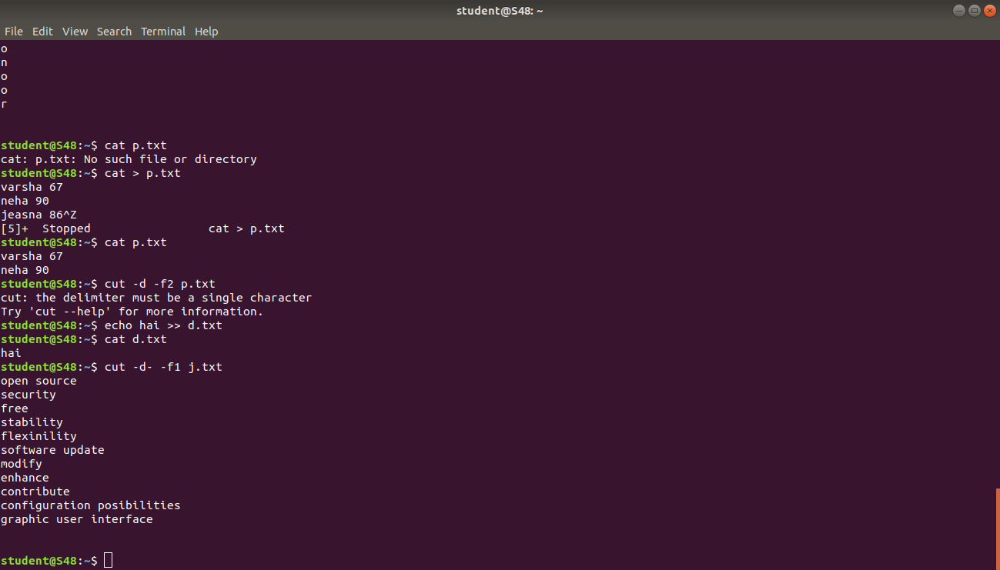 student@S48: ~
File Edit View Search Terminal Help
o
n
o
o
r
student@S48:~$ cat p.txt
cat: p.txt: No such file or directory
student@S48:~$ cat > p.txt
varsha 67
neha 90
jeasna 86^Z
[5]+  Stopped                 cat > p.txt
student@S48:~$ cat p.txt
varsha 67
neha 90
student@S48:~$ cut -d -f2 p.txt
cut: the delimiter must be a single character
Try 'cut --help' for more information.
student@S48:~$ echo hai >> d.txt
student@S48:~$ cat d.txt
hai
student@S48:~$ cut -d- -f1 j.txt
open source
security
free
stability
flexinility
software update
modify
enhance
contribute
configuration posibilities
graphic user interface
student@S48:~$